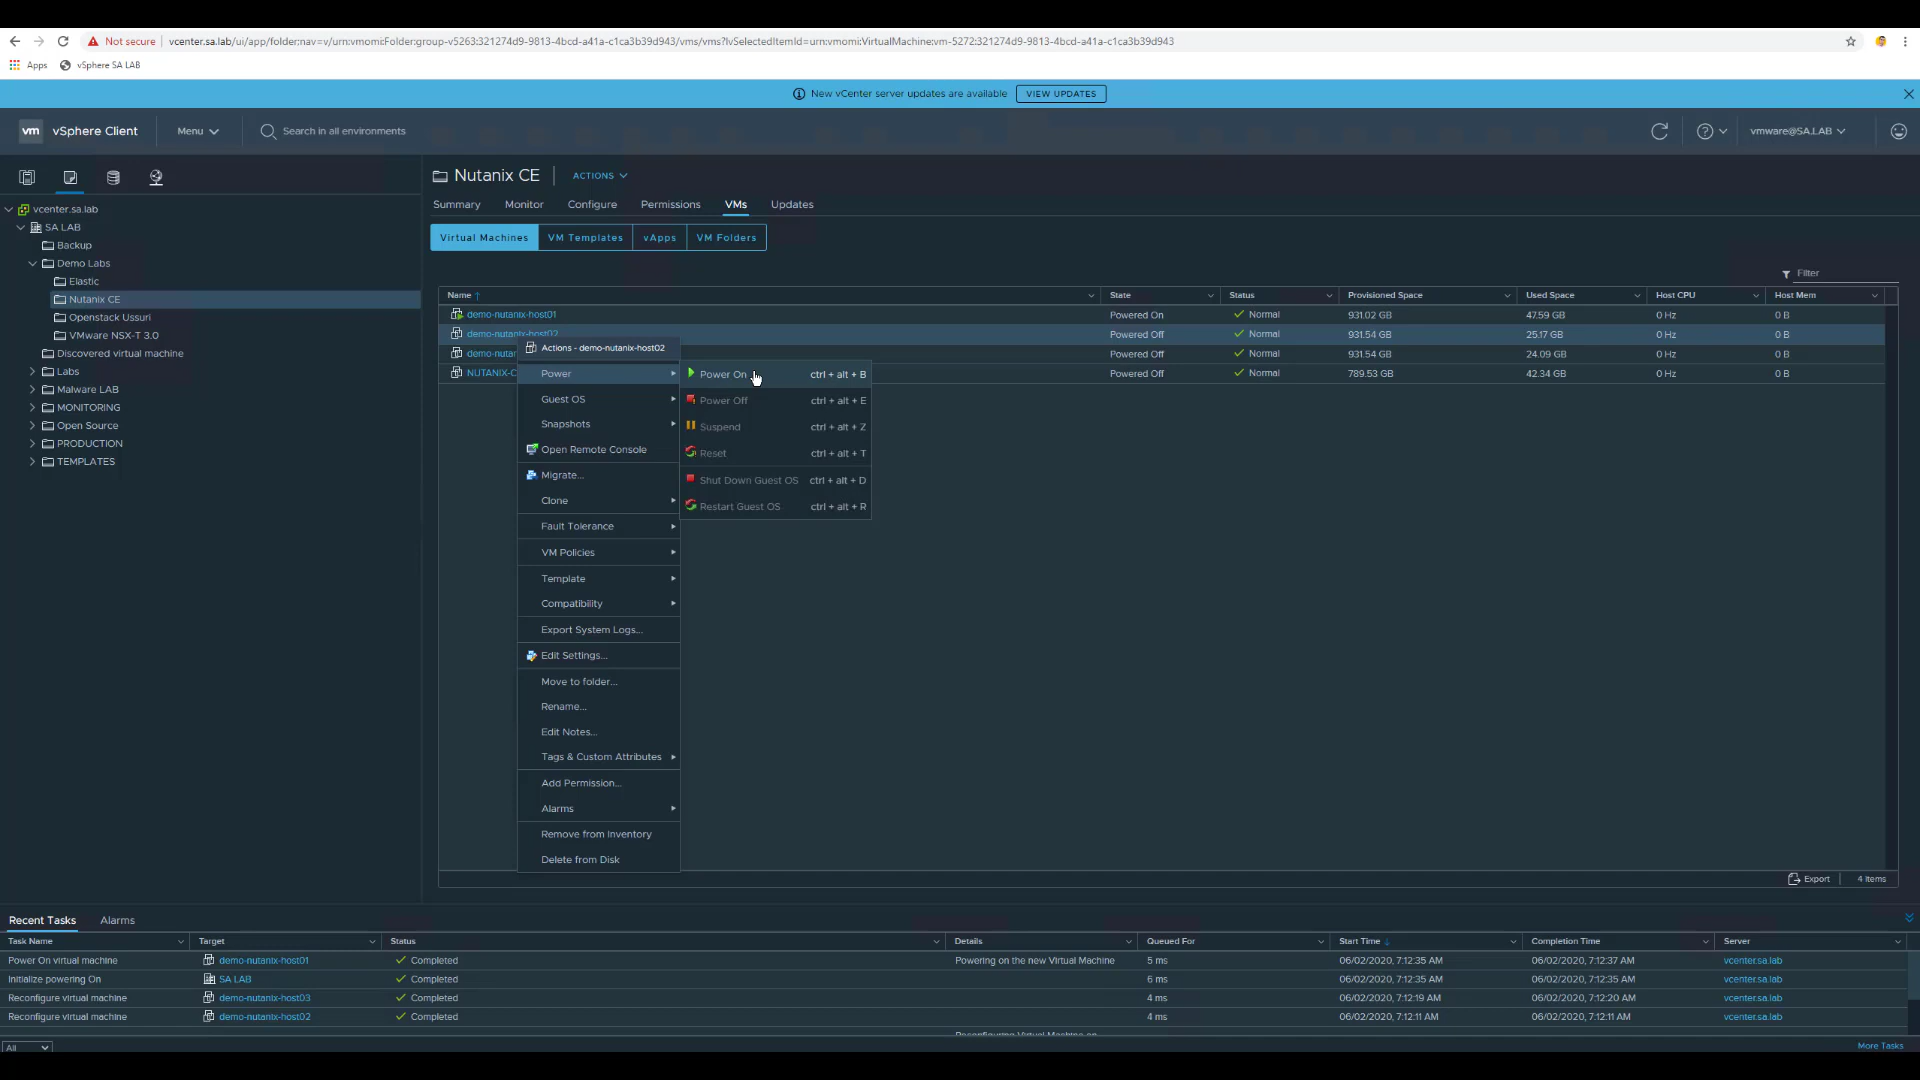 Not secure
vcenter.sa.lab/ui/app/folder;nav=v/urn:vmomi:Folder:group-v5263:321274d9-9813-4bcd-a41a-c1ca3b39d943/vms/vms?lvSelectedItemId=urn:vmomi:VirtualMachine:vm-5272:321274d9-9813-4bcd-a41a-c1ca3b39d943
Apps
vSphere SA LAB
New vCenter server updates are available
VIEW UPDATES
vm
vSphere Client
Menu
Search in all environments
vmware@SA.LAB
vcenter.sa.lab
SA LAB
Backup
Demo Labs
Elastic
Nutanix CE
Openstack Ussuri
VMware NSX-T 3.0
Discovered virtual machine
Labs
Malware LAB
MONITORING
Open Source
PRODUCTION
TEMPLATES
Nutanix CE
ACTIONS
Summary Monitor Configure Permissions VMs Updates
Virtual Machines VM Templates vApps VM Folders
Filter
Name ↑ State Status Provisioned Space Used Space Host CPU Host Mem
demo-nutanix-host01 Powered On Normal 931.02 GB 47.59 GB 0 Hz 0 B
demo-nutanix-host02 Powered Off Normal 931.54 GB 25.17 GB 0 Hz 0 B
demo-nutan Powered Off Normal 931.54 GB 24.09 GB 0 Hz 0 B
NUTANIX-C Powered Off Normal 789.53 GB 42.34 GB 0 Hz 0 B
Actions - demo-nutanix-host02
Power
Guest OS
Snapshots
Open Remote Console
Migrate...
Clone
Fault Tolerance
VM Policies
Template
Compatibility
Export System Logs...
Edit Settings...
Move to folder...
Rename...
Edit Notes...
Tags & Custom Attributes
Add Permission...
Alarms
Remove from Inventory
Delete from Disk
Power On ctrl + alt + B
Power Off ctrl + alt + E
Suspend ctrl + alt + Z
Reset ctrl + alt + T
Shut Down Guest OS ctrl + alt + D
Restart Guest OS ctrl + alt + R
Export
4 items
Recent Tasks Alarms
Task Name Target Status Details Queued For Start Time ↓ Completion Time Server
Power On virtual machine demo-nutanix-host01 Completed Powering on the new Virtual Machine 5 ms 06/02/2020, 7:12:35 AM 06/02/2020, 7:12:37 AM vcenter.sa.lab
Initialize powering On SA LAB Completed 6 ms 06/02/2020, 7:12:35 AM 06/02/2020, 7:12:35 AM vcenter.sa.lab
Reconfigure virtual machine demo-nutanix-host03 Completed 4 ms 06/02/2020, 7:12:19 AM 06/02/2020, 7:12:20 AM vcenter.sa.lab
Reconfigure virtual machine demo-nutanix-host02 Completed 4 ms 06/02/2020, 7:12:11 AM 06/02/2020, 7:12:11 AM vcenter.sa.lab
Reconfiguring Virtual Machine on
All
More Tasks